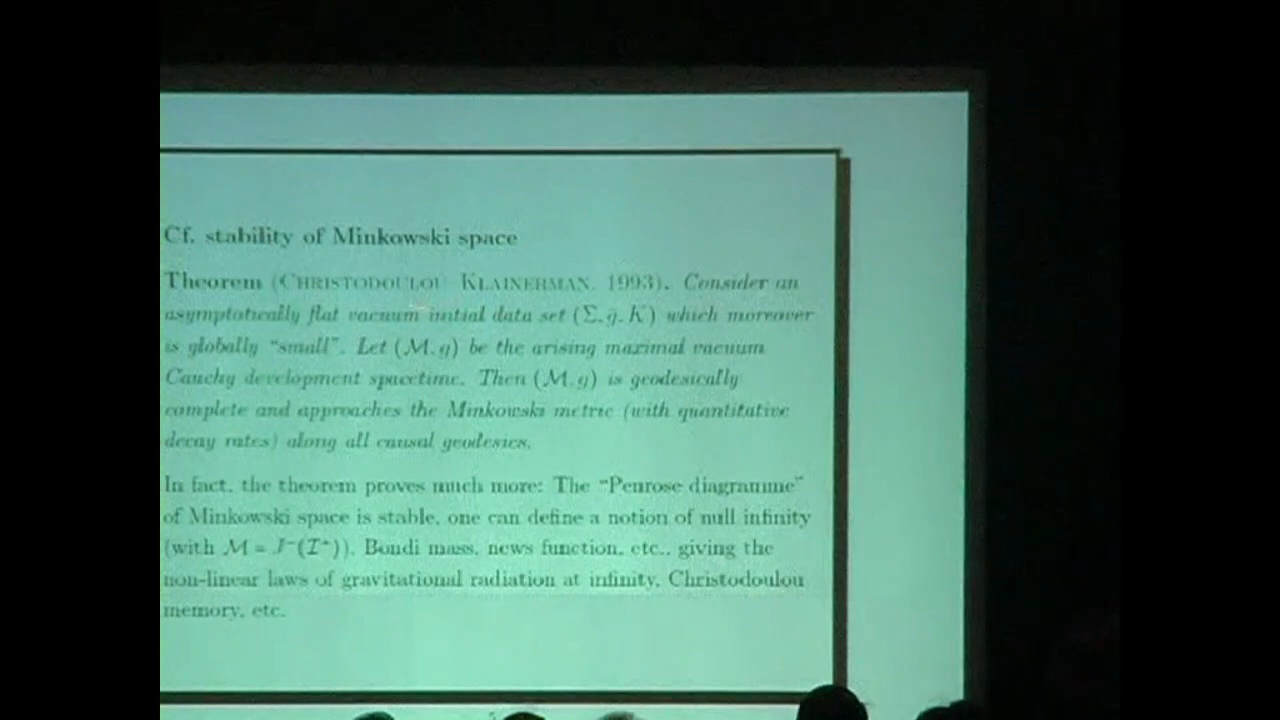 Cf. stability of Minkowski space
Theorem (CHRISTODOULOU–KLAINERMAN, 1993). Consider an
asymptotically flat vacuum initial data set (Σ, ḡ, K) which moreover
is globally “small”. Let (ℳ, g) be the arising maximal vacuum
Cauchy development spacetime. Then (ℳ, g) is geodesically
complete and approaches the Minkowski metric (with quantitative
decay rates) along all causal geodesics.
In fact, the theorem proves much more: The “Penrose diagramme”
of Minkowski space is stable, one can define a notion of null infinity
(with ℳ = J⁻(ℐ⁺)), Bondi mass, news function, etc., giving the
non-linear laws of gravitational radiation at infinity, Christodoulou
memory, etc.